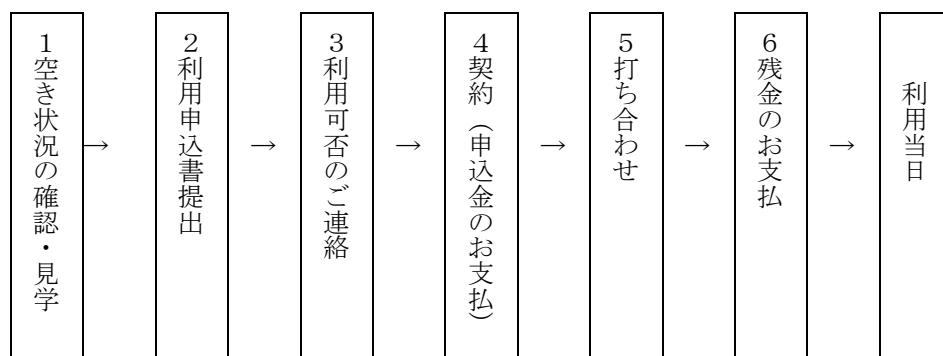 １空き状況の確認・見学
→
２利用申込書提出
→
３利用可否のご連絡
→
４契約（申込金のお支払）
→
５打ち合わせ
→
６残金のお支払
→
利用当日